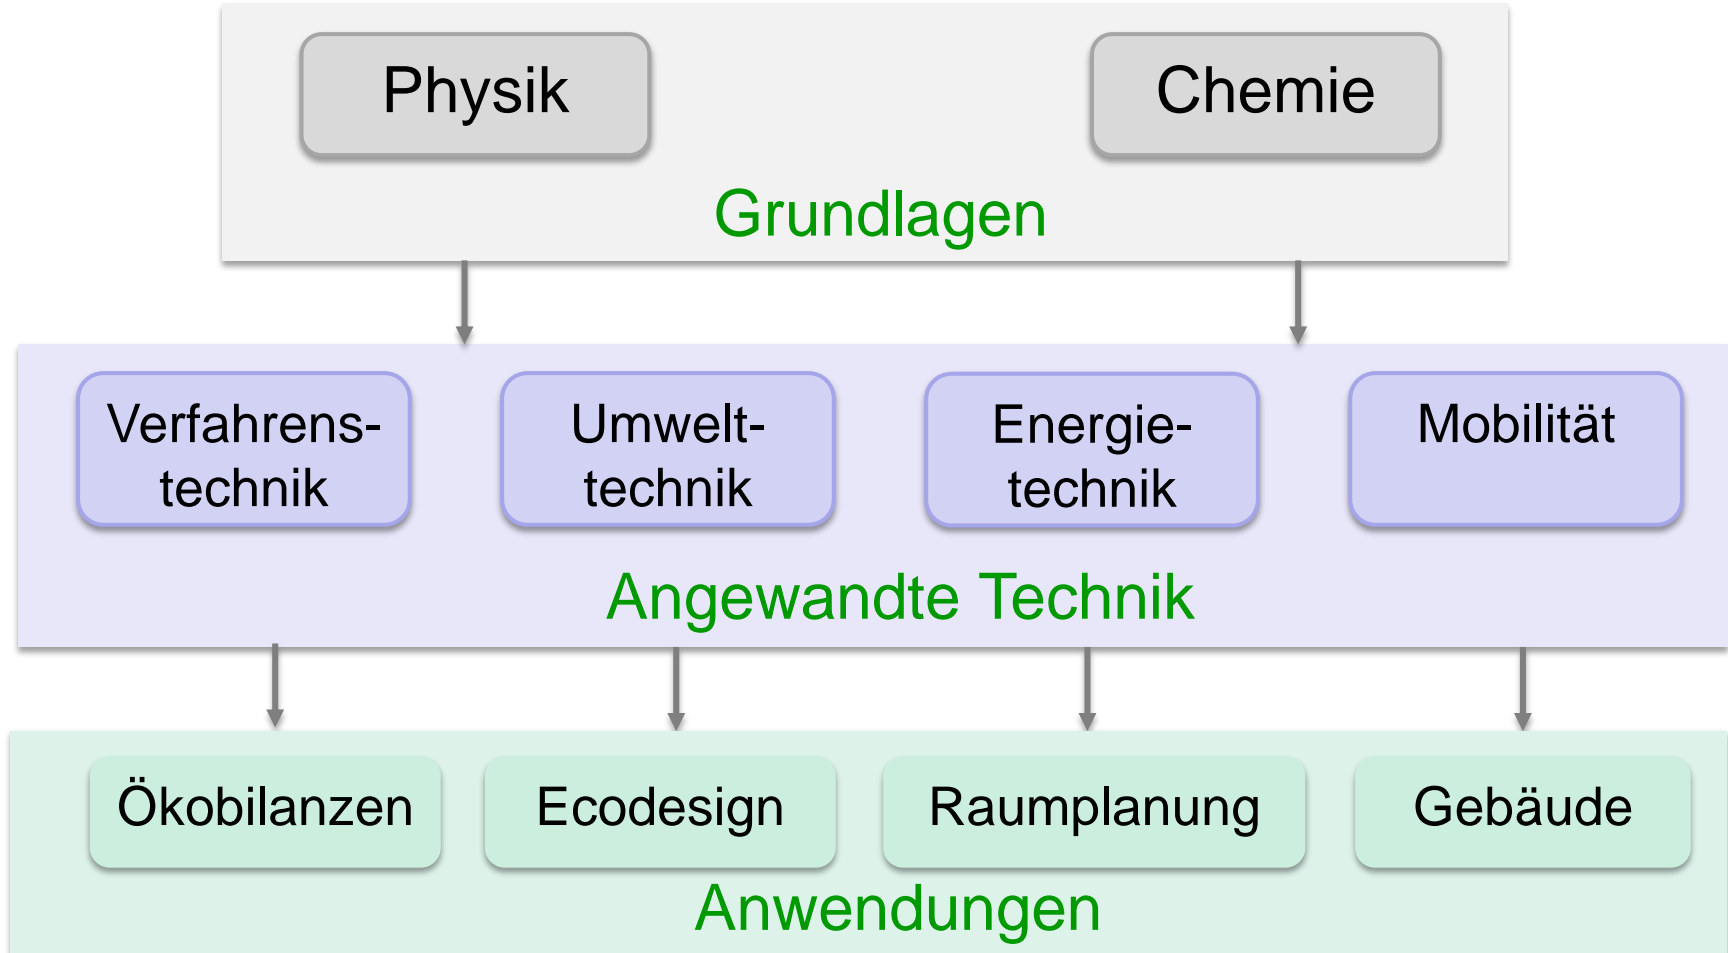 Physik
Chemie
Grundlagen
Verfahrens-
technik
Umwelt-
technik
Energie-
technik
Mobilität
Angewandte Technik
Ökobilanzen
Ecodesign
Raumplanung
Gebäude
Anwendungen